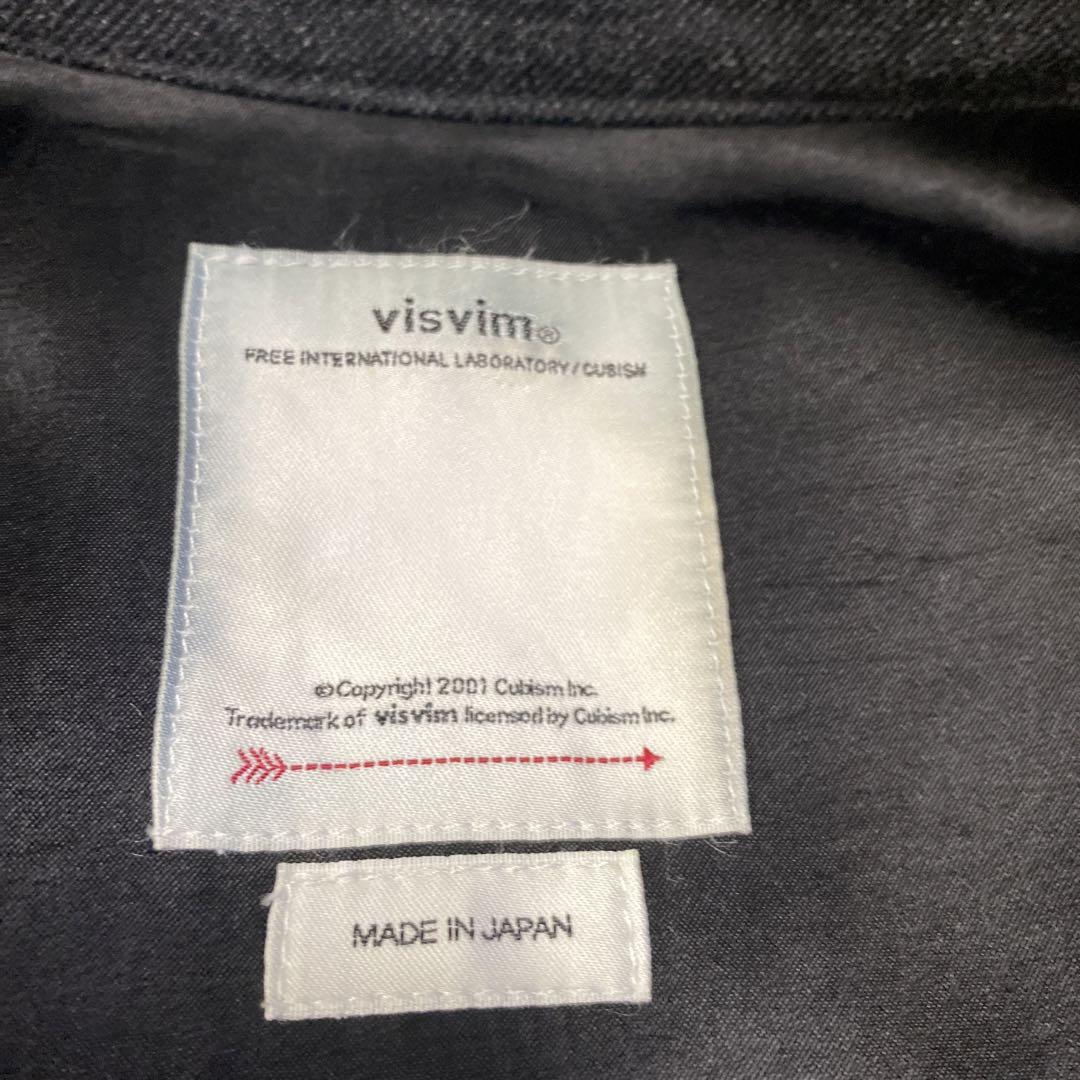 visvim®
FREE INTERNATIONAL LABORATORY / CUBISM
©Copyright 2001 Cubism Inc.
Trademark of visvim licensed by Cubism Inc.
MADE IN JAPAN